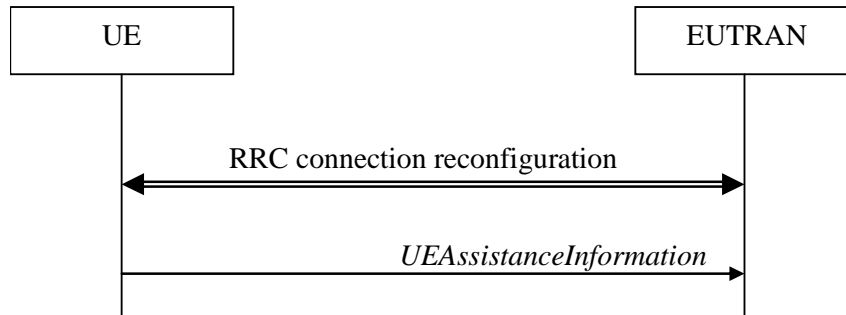 UE
EUTRAN
RRC connection reconfiguration
UEAssistanceInformation